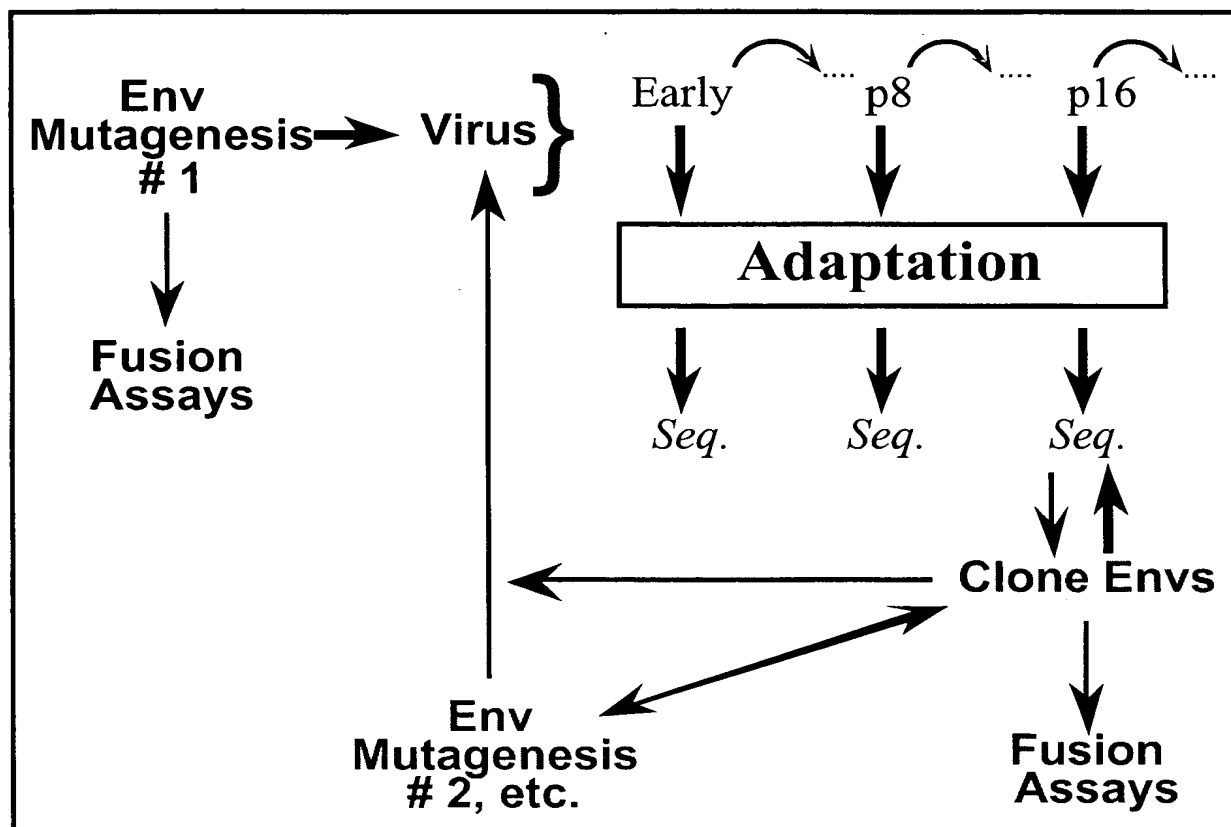 Env
Mutagenesis
# 1
Virus }
Early .... p8 .... p16 ....
Adaptation
Fusion
Assays
Seq. Seq. Seq.
Clone Envs
Env
Mutagenesis
# 2, etc.
Fusion
Assays